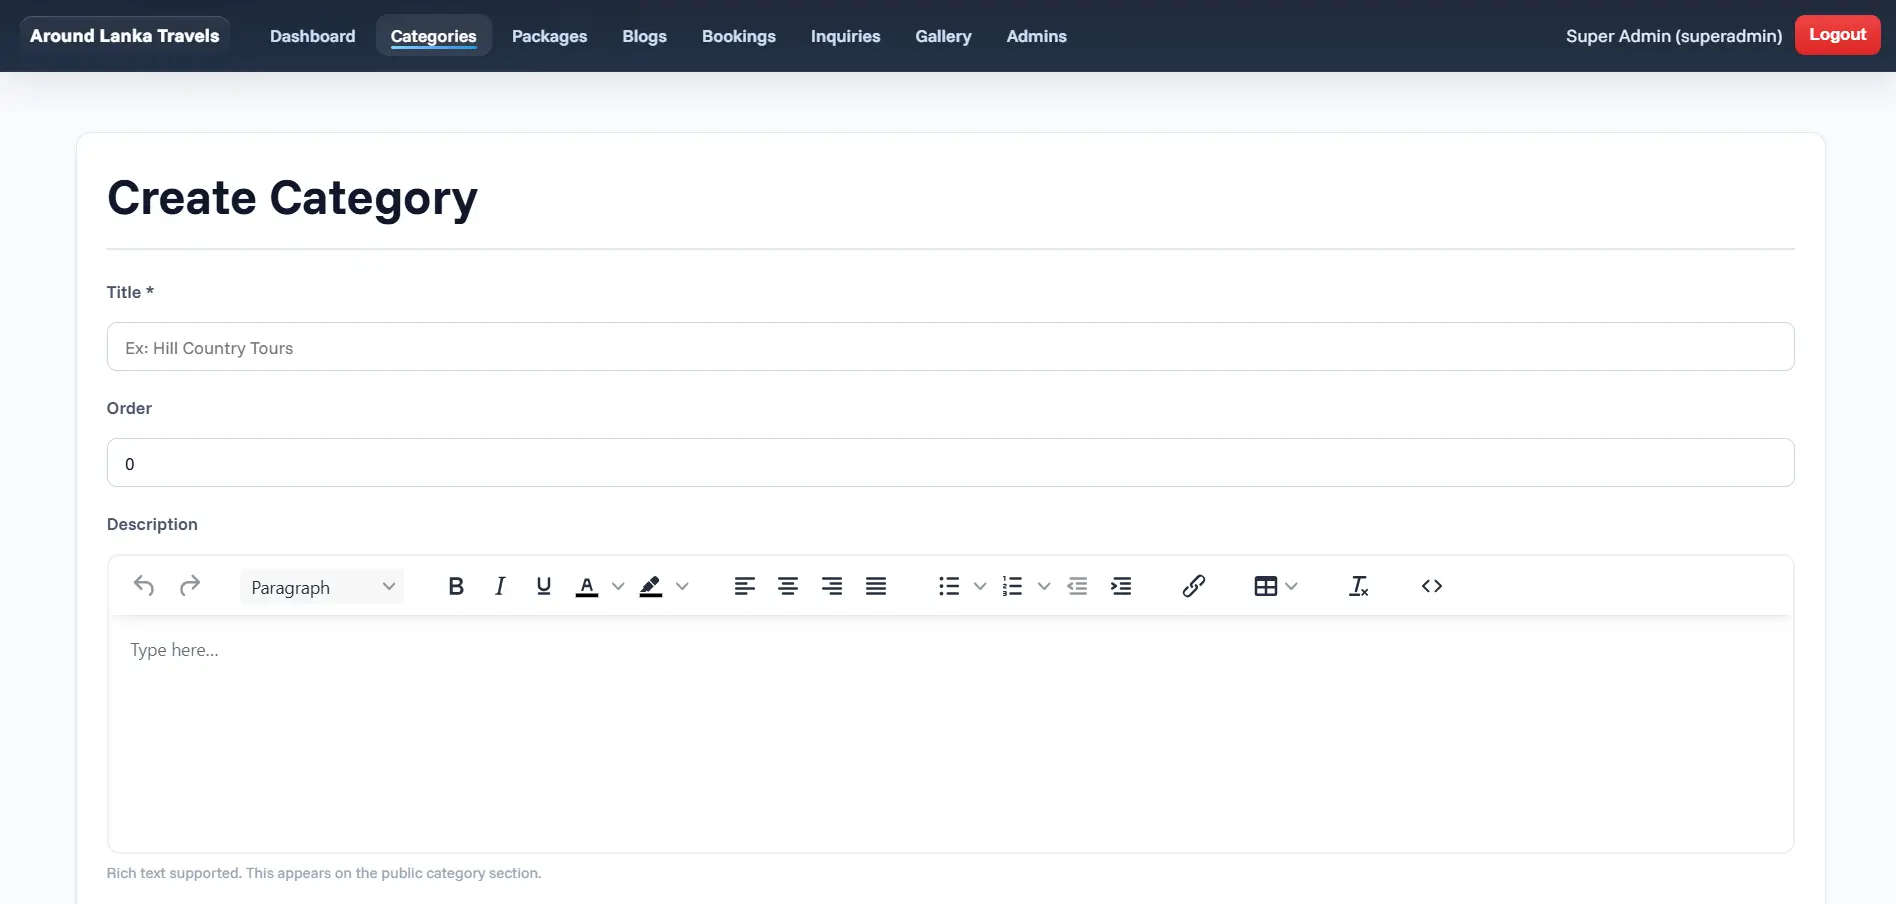 Around Lanka Travels Dashboard Categories Packages Blogs Bookings Inquiries Gallery Admins Super Admin (superadmin) Logout
Create Category
Title *
Ex: Hill Country Tours
Order
0
Description
Paragraph B I U A
Type here...
Rich text supported. This appears on the public category section.